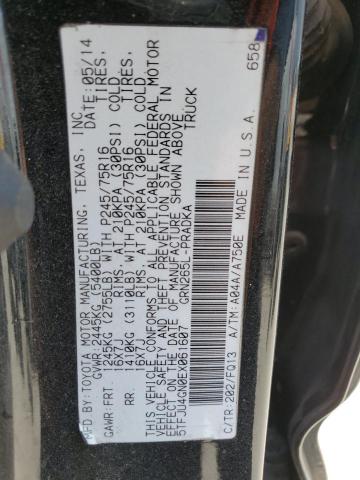 MFD BY: TOYOTA MOTOR MANUFACTURING, TEXAS, INC.
DATE: 05/14
GVWR: 2445KG (5400LB)
GAWR: FRT. 1245KG (2755LB) WITH P245/75R16 TIRES,
16X7J RIMS, AT 210KPA (30PSI) COLD
RR. 1410KG (3110LB) WITH P245/75R16 TIRES,
16X7J RIMS, AT 210KPA (30PSI) COLD
THIS VEHICLE CONFORMS TO ALL APPLICABLE FEDERAL MOTOR
VEHICLE SAFETY AND THEFT PREVENTION STANDARDS IN
EFFECT ON THE DATE OF MANUFACTURE SHOWN ABOVE.
5TFJU4GN0EX061607 TRUCK
GRN265L-PRADKA
C/TR:202/FQ13 A/TM:A04A/A750E MADE IN U.S.A. 658